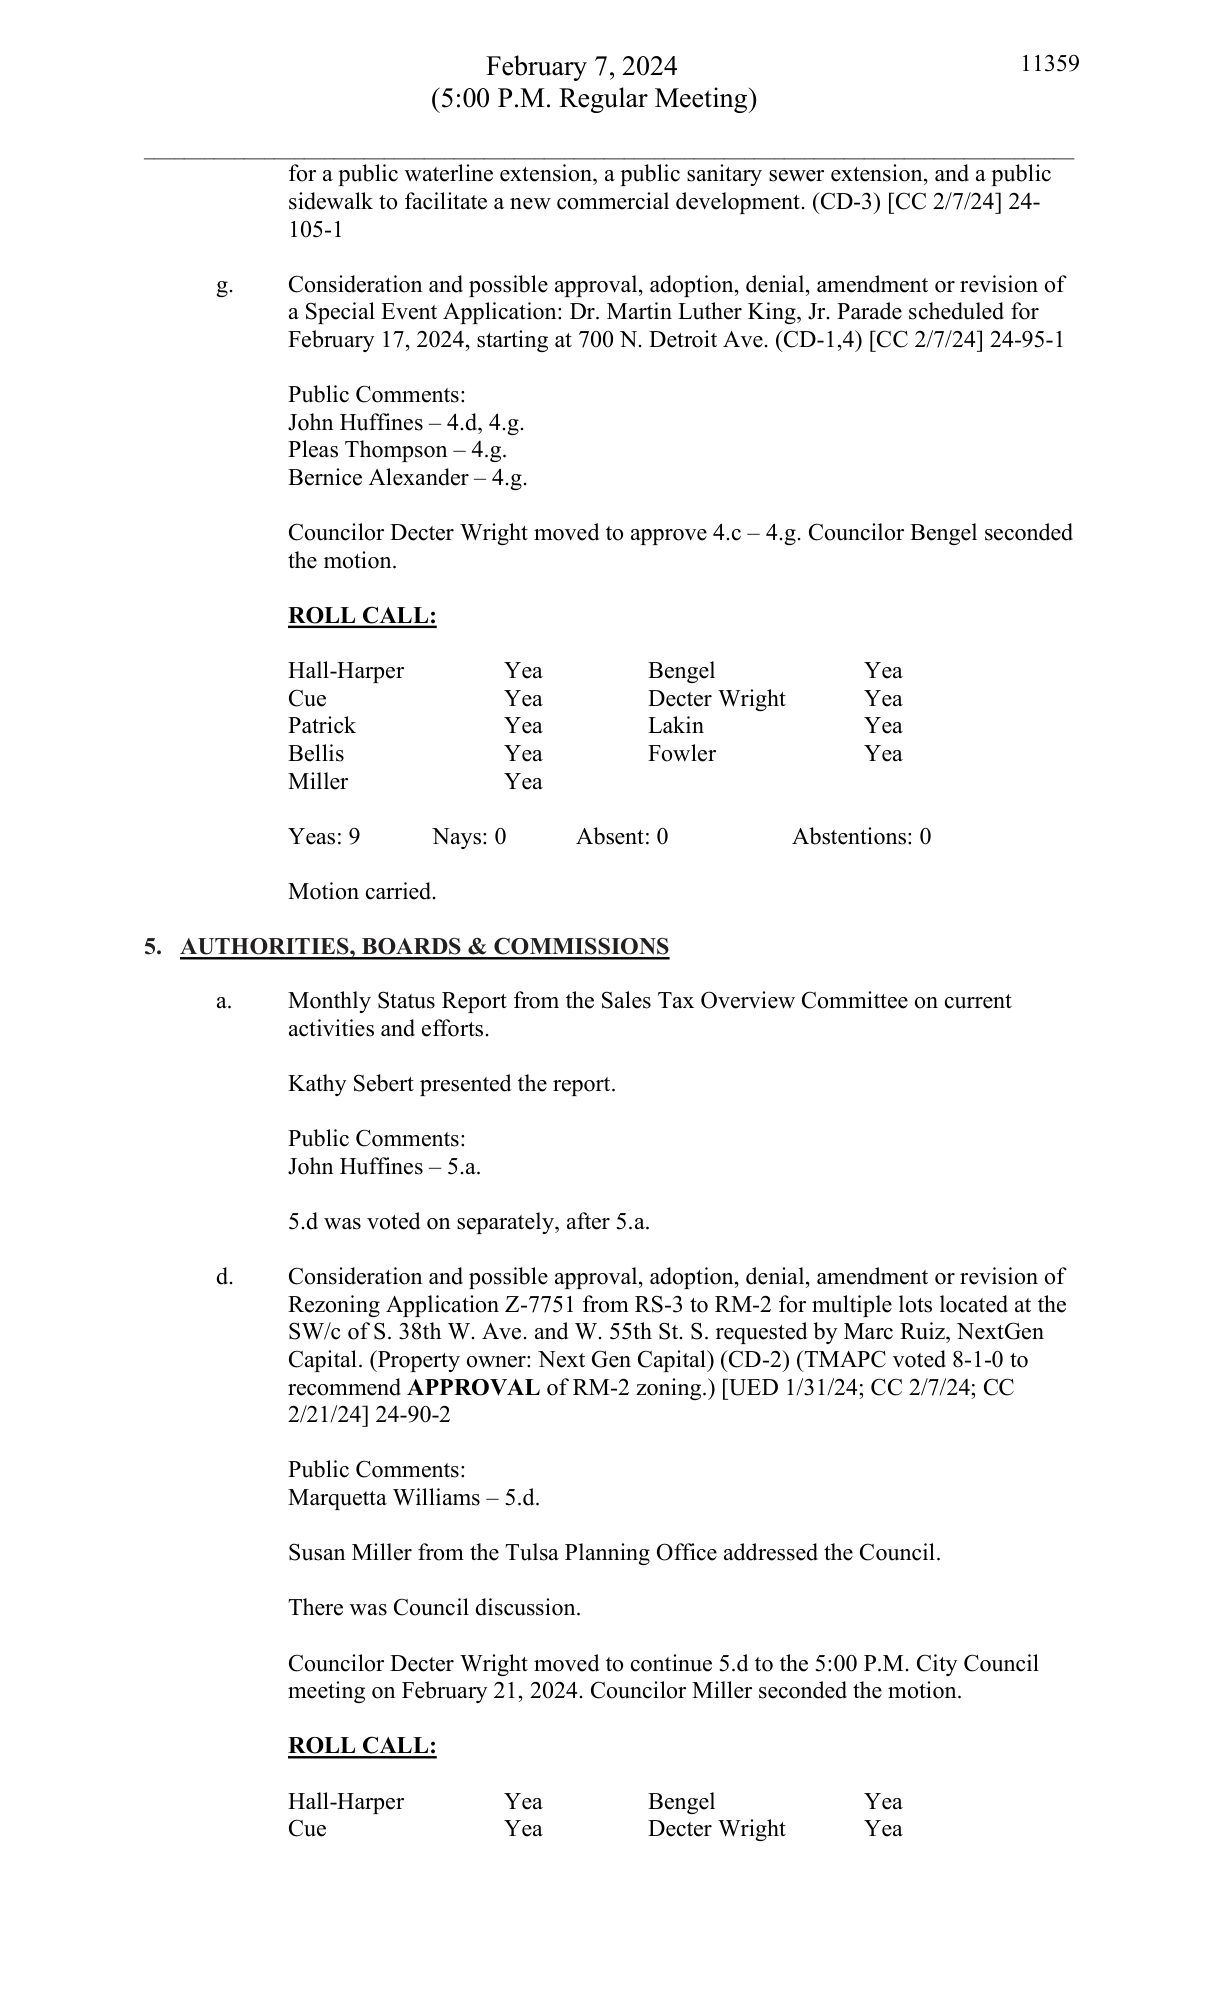 February 7, 2024
11359
(5:00 P.M. Regular Meeting)
for a public waterline extension, a public sanitary sewer extension, and a public
sidewalk to facilitate a new commercial development. (CD-3) [CC 2/7/24] 24-
105-1
g. Consideration and possible approval, adoption, denial, amendment or revision of
a Special Event Application: Dr. Martin Luther King, Jr. Parade scheduled for
February 17, 2024, starting at 700 N. Detroit Ave. (CD-1,4) [CC 2/7/24] 24-95-1
Public Comments:
John Huffines – 4.d, 4.g.
Pleas Thompson – 4.g.
Bernice Alexander – 4.g.
Councilor Decter Wright moved to approve 4.c – 4.g. Councilor Bengel seconded
the motion.
ROLL CALL:
Hall-Harper Yea Bengel Yea
Cue Yea Decter Wright Yea
Patrick Yea Lakin Yea
Bellis Yea Fowler Yea
Miller Yea
Yeas: 9 Nays: 0 Absent: 0 Abstentions: 0
Motion carried.
5. AUTHORITIES, BOARDS & COMMISSIONS
a. Monthly Status Report from the Sales Tax Overview Committee on current
activities and efforts.
Kathy Sebert presented the report.
Public Comments:
John Huffines – 5.a.
5.d was voted on separately, after 5.a.
d. Consideration and possible approval, adoption, denial, amendment or revision of
Rezoning Application Z-7751 from RS-3 to RM-2 for multiple lots located at the
SW/c of S. 38th W. Ave. and W. 55th St. S. requested by Marc Ruiz, NextGen
Capital. (Property owner: Next Gen Capital) (CD-2) (TMAPC voted 8-1-0 to
recommend APPROVAL of RM-2 zoning.) [UED 1/31/24; CC 2/7/24; CC
2/21/24] 24-90-2
Public Comments:
Marquetta Williams – 5.d.
Susan Miller from the Tulsa Planning Office addressed the Council.
There was Council discussion.
Councilor Decter Wright moved to continue 5.d to the 5:00 P.M. City Council
meeting on February 21, 2024. Councilor Miller seconded the motion.
ROLL CALL:
Hall-Harper Yea Bengel Yea
Cue Yea Decter Wright Yea